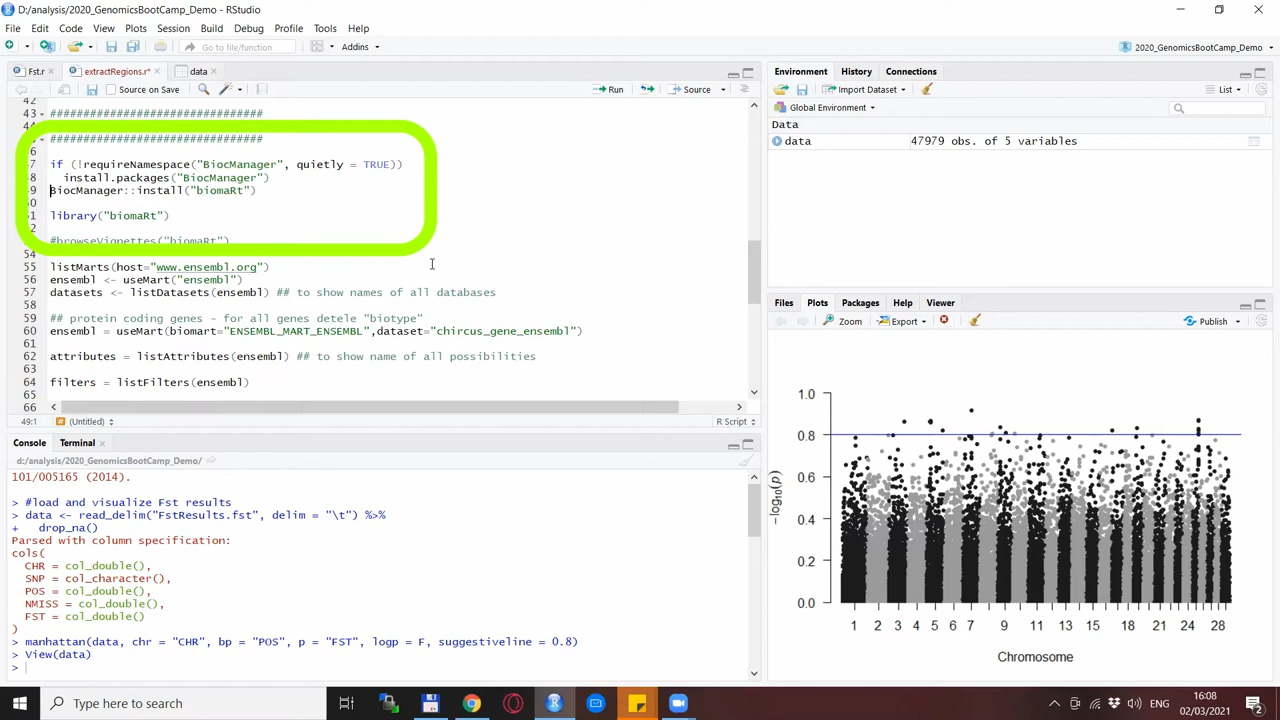 D:/analysis/2020_GenomicsBootCamp_Demo - RStudio
File Edit Code View Plots Session Build Debug Profile Tools Help
Go to file/function Addins 2020_GenomicsBootCamp_Demo
Fst.r extractRegions.r* data
Source on Save Run Source
42
43 ##############################
##############################
if (!requireNamespace("BiocManager", quietly = TRUE))
install.packages("BiocManager")
BiocManager::install("biomaRt")
library("biomaRt")
#browseVignettes("biomaRt")
54
55 listMarts(host="www.ensembl.org")
56 ensembl <- useMart("ensembl")
57 datasets <- listDatasets(ensembl) ## to show names of all databases
58
59 ## protein coding genes - for all genes detele "biotype"
60 ensembl = useMart(biomart="ENSEMBL_MART_ENSEMBL",dataset="chircus_gene_ensembl")
61
62 attributes = listAttributes(ensembl) ## to show name of all possibilities
63
64 filters = listFilters(ensembl)
65
66
49:1 (Untitled) R Script
Console Terminal
d:/analysis/2020_GenomicsBootCamp_Demo/
101/005165 (2014).
> #load and visualize Fst results
> data <- read_delim("FstResults.fst", delim = "\t") %>%
+ drop_na()
Parsed with column specification:
cols(
CHR = col_double(),
SNP = col_character(),
POS = col_double(),
NMISS = col_double(),
FST = col_double()
)
> manhattan(data, chr = "CHR", bp = "POS", p = "FST", logp = F, suggestiveline = 0.8)
> View(data)
>
Environment History Connections
Import Dataset List
Global Environment
Data
data 47979 obs. of 5 variables
Files Plots Packages Help Viewer
Zoom Export Publish
1.0
0.8
0.6
0.4
0.2
0.0
−log10(p)
1 2 3 4 5 6 7 9 11 13 15 18 21 24 28
Chromosome
Type here to search
ENG
16:08
02/03/2021
2